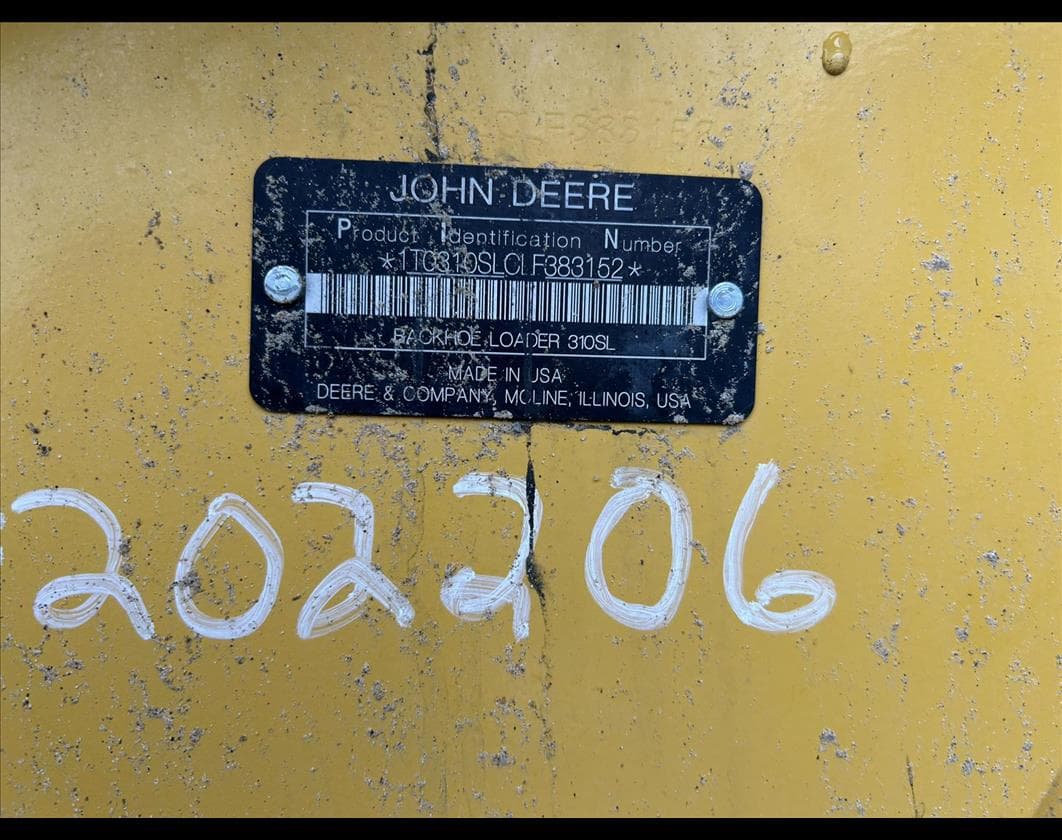 JOHN DEERE
Product Identification Number
*1T0310SLCLF383152*
BACKHOE LOADER 310SL
MADE IN USA
DEERE & COMPANY, MOLINE, ILLINOIS, USA
202206